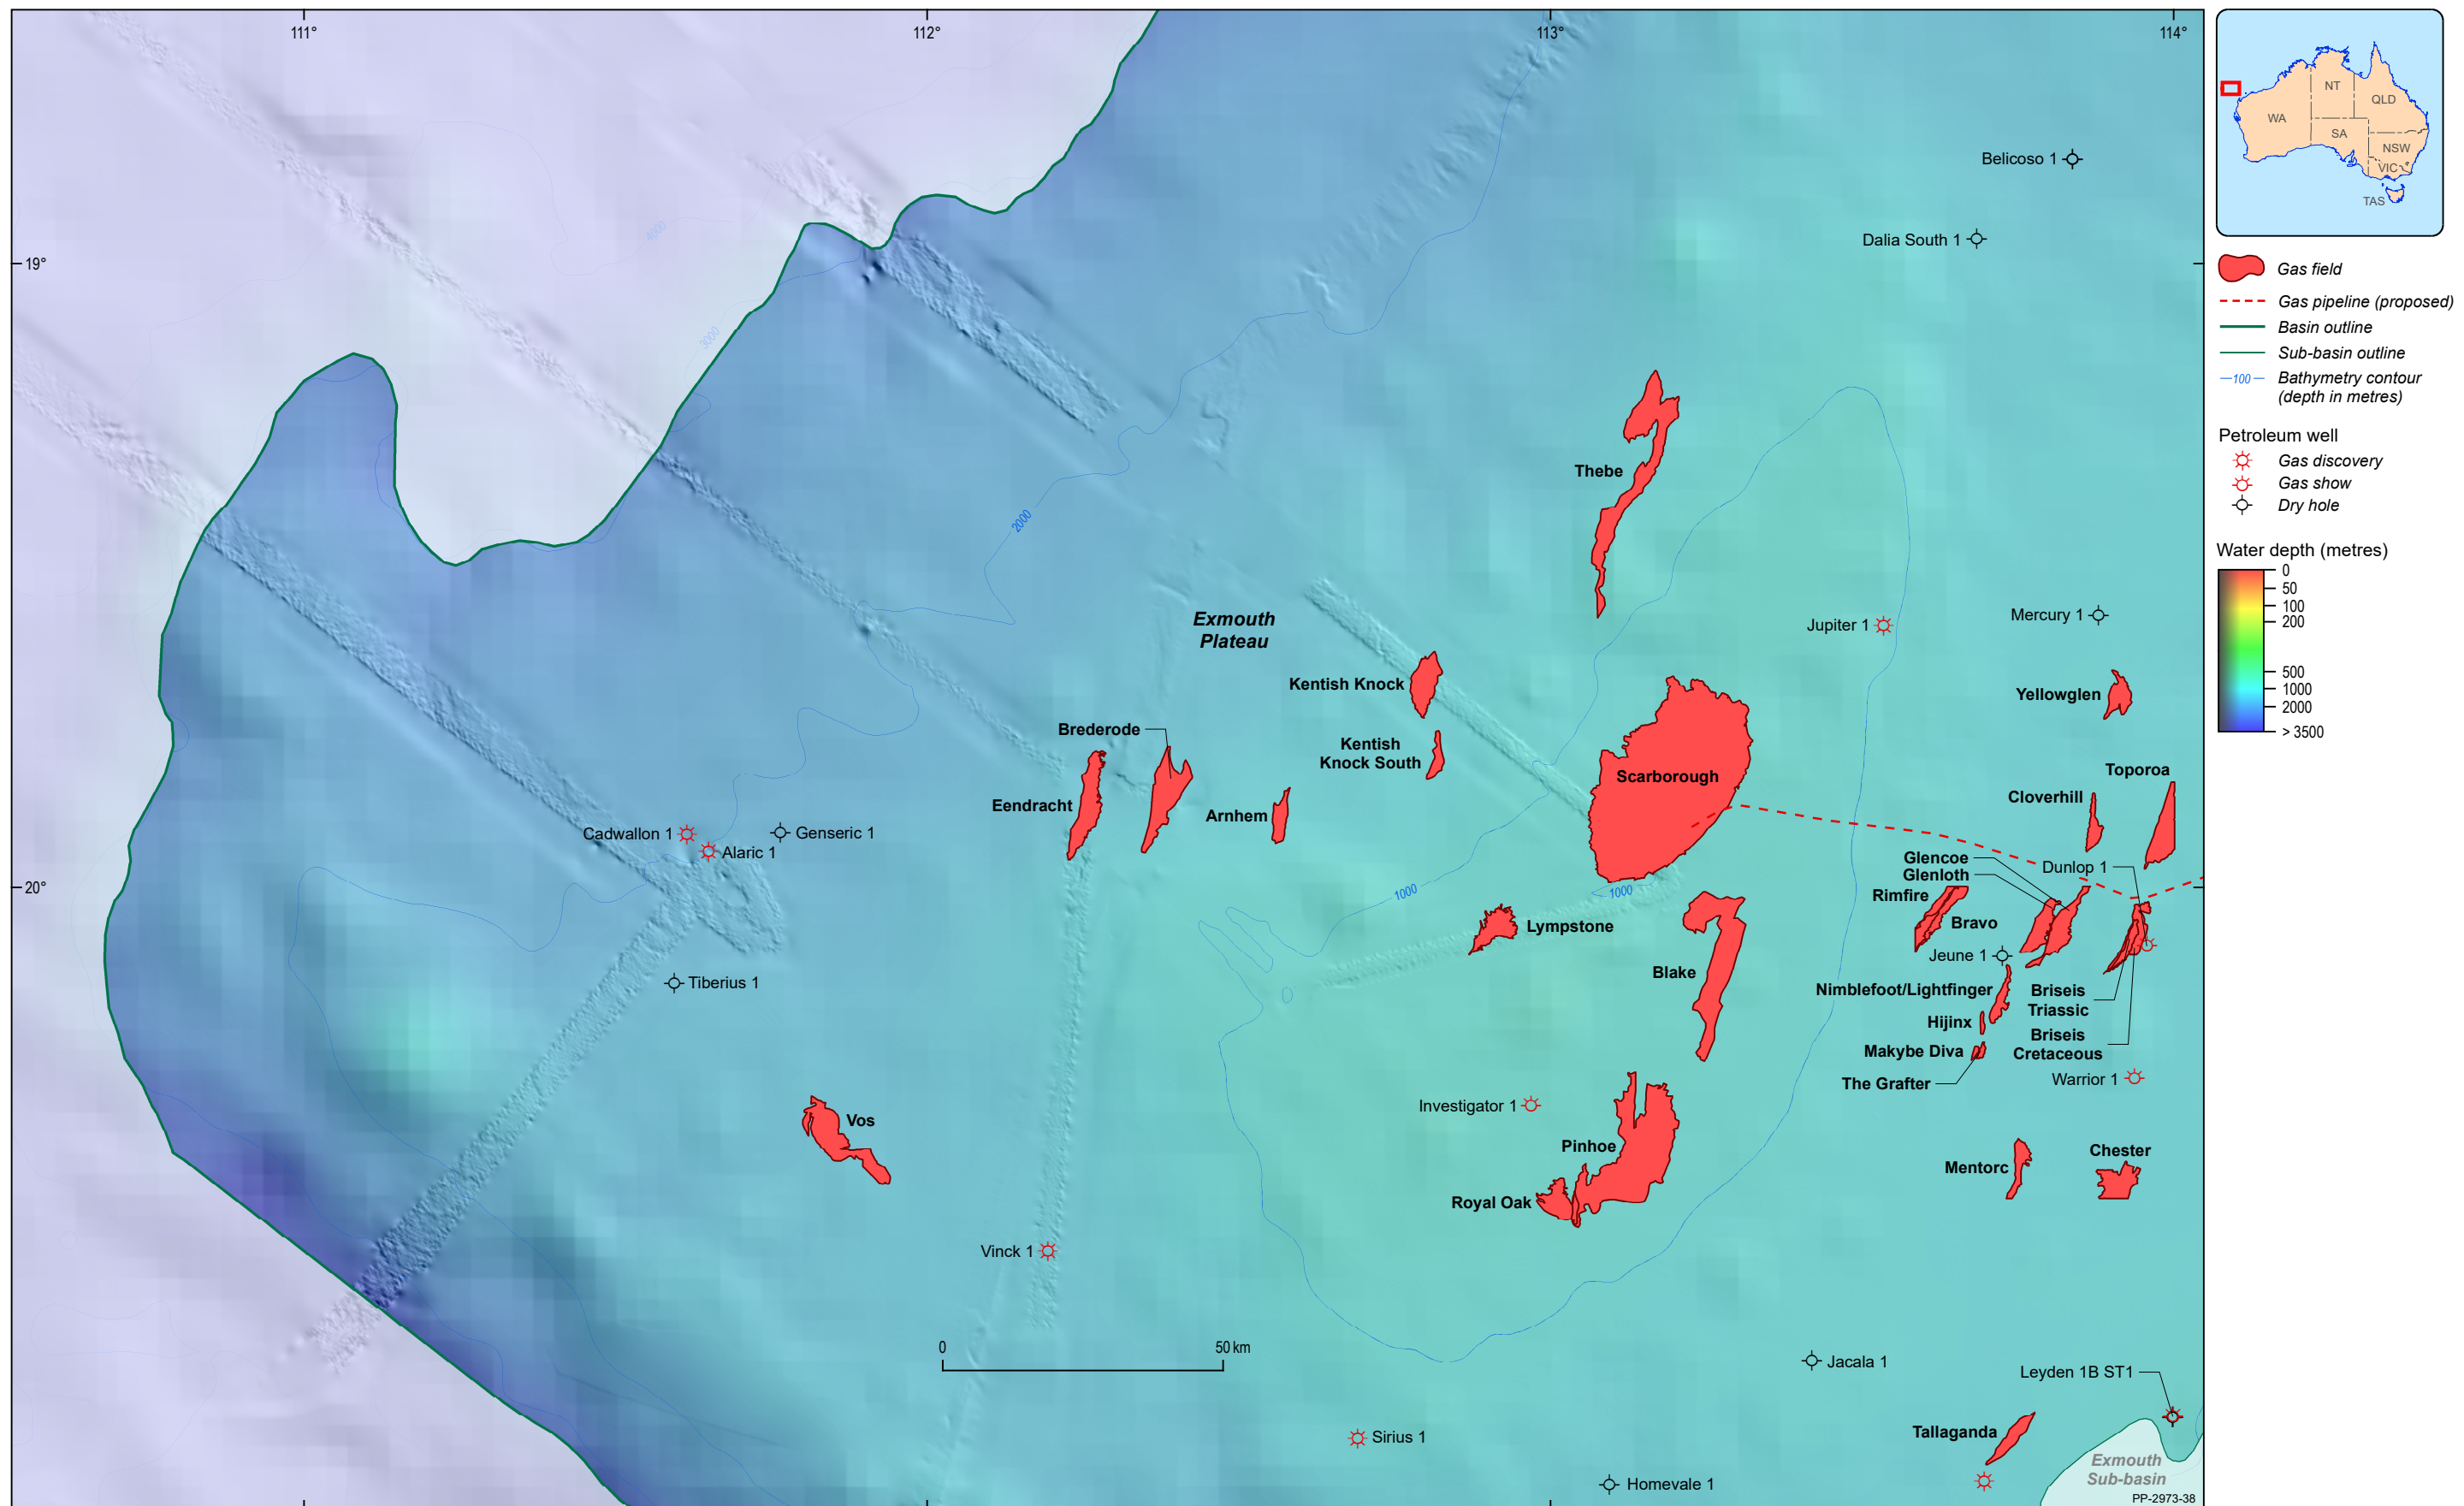 111°
112°
113°
114°
19°
20°
4000
3000
2000
1000
1000
Belicoso 1
Dalia South 1
Thebe
Exmouth
Plateau
Jupiter 1
Mercury 1
Kentish Knock
Yellowglen
Brederode
Kentish
Knock South
Scarborough
Toporoa
Eendracht
Arnhem
Cloverhill
Cadwallon 1
Genseric 1
Alaric 1
Glencoe
Dunlop 1
Glenloth
Rimfire
Bravo
Lympstone
Jeune 1
Blake
Tiberius 1
Nimblefoot/Lightfinger
Briseis
Triassic
Hijinx
Briseis
Cretaceous
Makybe Diva
The Grafter
Warrior 1
Investigator 1
Vos
Pinhoe
Mentorc
Chester
Royal Oak
Vinck 1
0
50 km
Jacala 1
Leyden 1B ST1
Sirius 1
Tallaganda
Homevale 1
Exmouth
Sub-basin
PP-2973-38
NT
QLD
WA
SA
NSW
VIC
TAS
Gas field
Gas pipeline (proposed)
Basin outline
Sub-basin outline
100
Bathymetry contour
(depth in metres)
Petroleum well
Gas discovery
Gas show
Dry hole
Water depth (metres)
0
50
100
200
500
1000
2000
> 3500